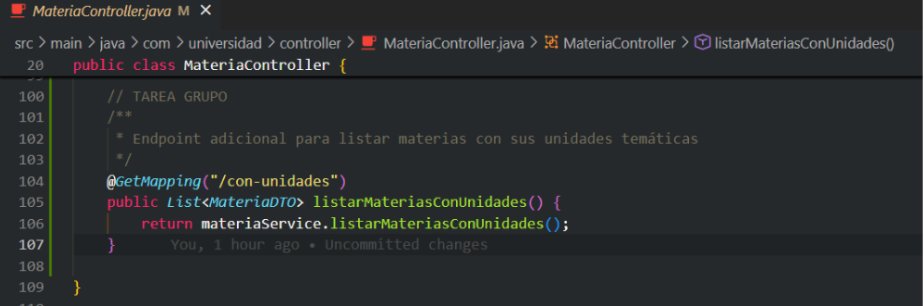 MateriaController.java M ×
src > main > java > com > universidad > controller > MateriaController.java > MateriaController > listarMateriasConUnidades()
20 public class MateriaController {
100 // TAREA GRUPO
101 /**
102 * Endpoint adicional para listar materias con sus unidades temáticas
103 */
104 @GetMapping("/con-unidades")
105 public List<MateriaDTO> listarMateriasConUnidades() {
106 return materiaService.listarMateriasConUnidades();
107 } You, 1 hour ago • Uncommitted changes
108
109 }